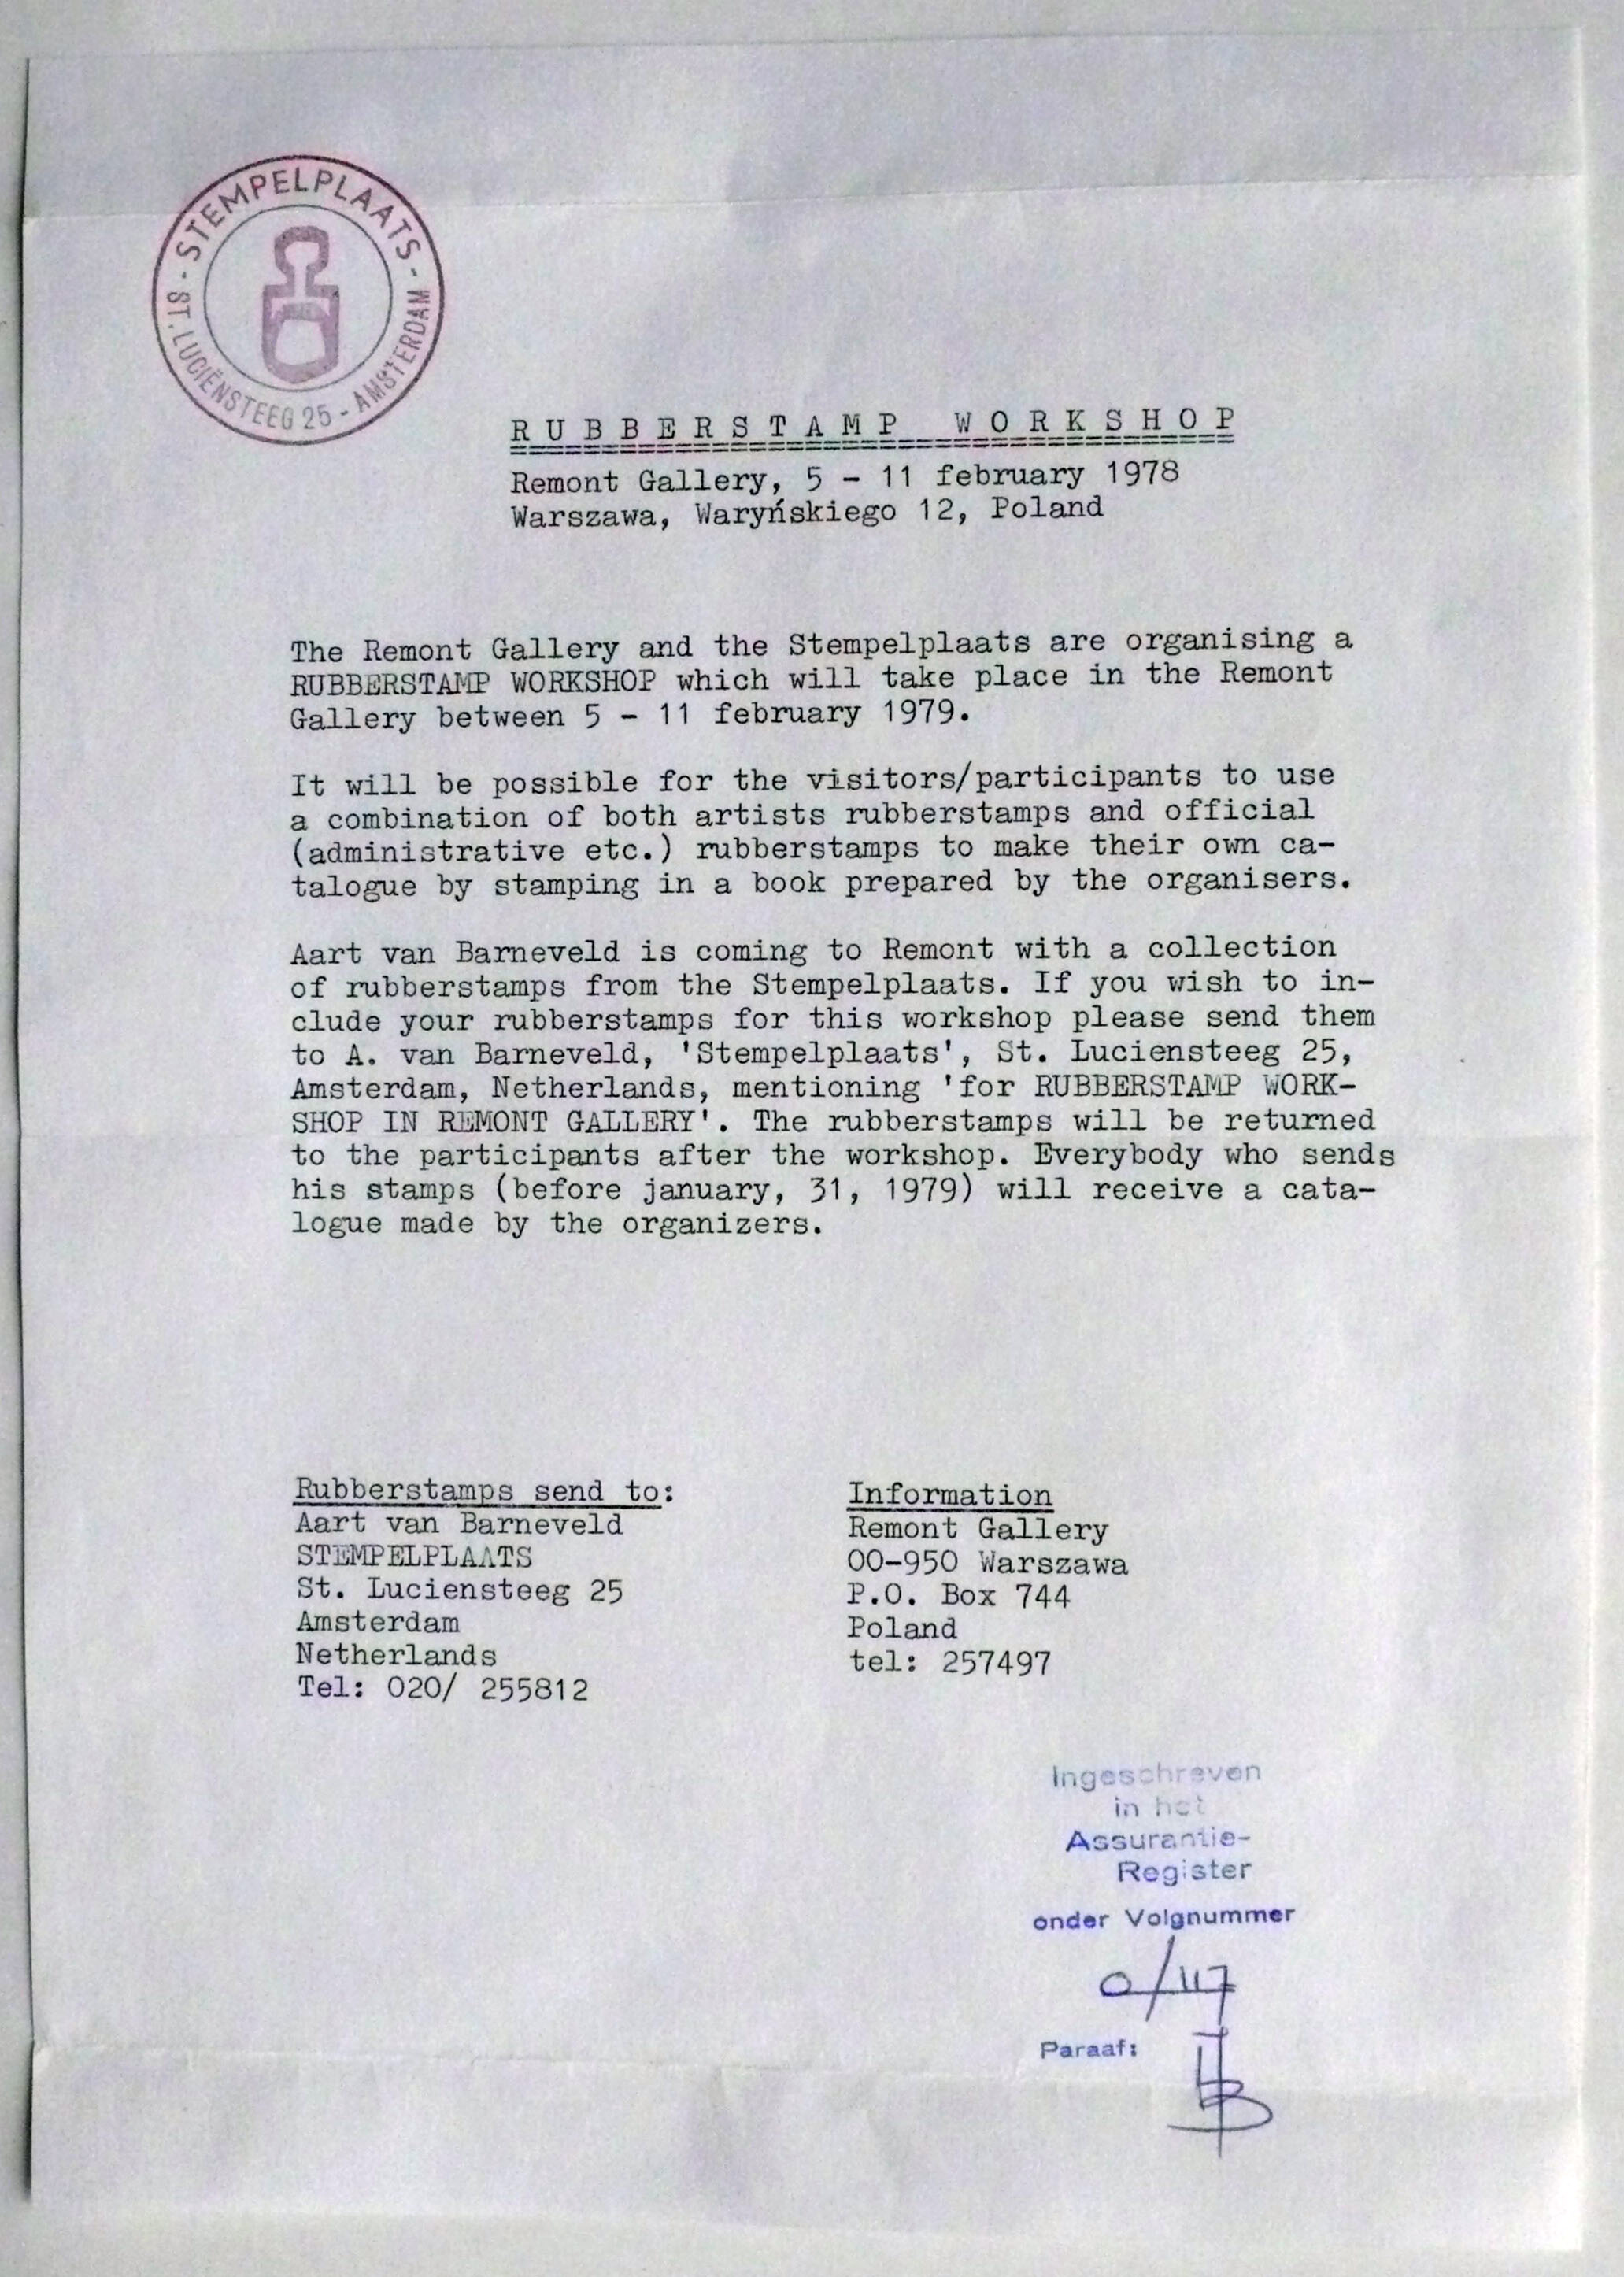 STEMPELPLAATS - ST. LUCIËNSTEEG 25 - AMSTERDAM -
RUBBERSTAMP WORKSHOP
Remont Gallery, 5 - 11 february 1978
Warszawa, Waryńskiego 12, Poland
The Remont Gallery and the Stempelplaats are organising a
RUBBERSTAMP WORKSHOP which will take place in the Remont
Gallery between 5 - 11 february 1979.
It will be possible for the visitors/participants to use
a combination of both artists rubberstamps and official
(administrative etc.) rubberstamps to make their own ca-
talogue by stamping in a book prepared by the organisers.
Aart van Barneveld is coming to Remont with a collection
of rubberstamps from the Stempelplaats. If you wish to in-
clude your rubberstamps for this workshop please send them
to A. van Barneveld, 'Stempelplaats', St. Luciensteeg 25,
Amsterdam, Netherlands, mentioning 'for RUBBERSTAMP WORK-
SHOP IN REMONT GALLERY'. The rubberstamps will be returned
to the participants after the workshop. Everybody who sends
his stamps (before january, 31, 1979) will receive a cata-
logue made by the organizers.
Rubberstamps send to:
Aart van Barneveld
STEMPELPLAATS
St. Luciensteeg 25
Amsterdam
Netherlands
Tel: 020/ 255812
Information
Remont Gallery
00-950 Warszawa
P.O. Box 744
Poland
tel: 257497
Ingeschreven
in het
Assurantie-
Register
onder Volgnummer
Paraaf: